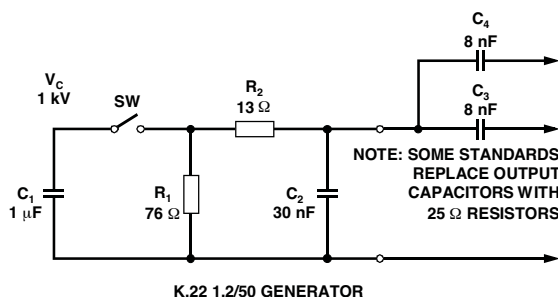 C4
8 nF
VC
1 kV
SW
R2
13 Ω
C3
8 nF
NOTE: SOME STANDARDS
REPLACE OUTPUT
CAPACITORS WITH
25 Ω RESISTORS
C1
1 μF
R1
76 Ω
C2
30 nF
K.22 1.2/50 GENERATOR